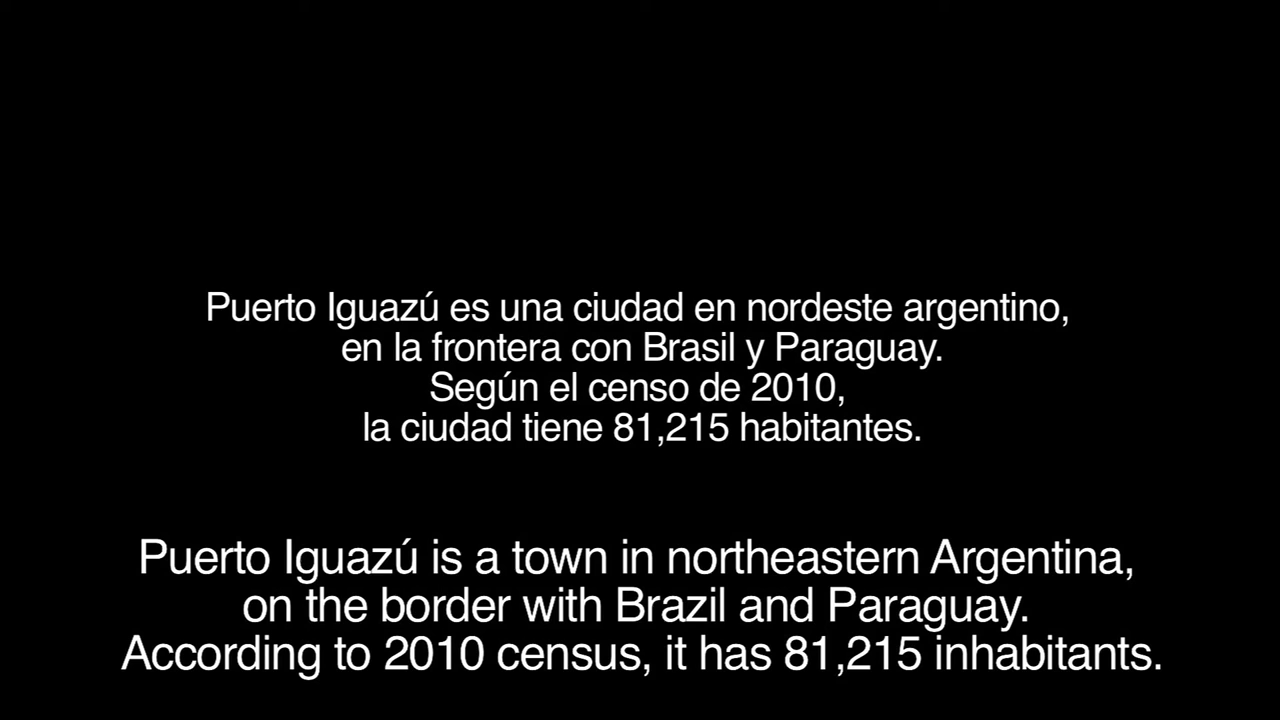 Puerto Iguazú es una ciudad en nordeste argentino,
en la frontera con Brasil y Paraguay.
Según el censo de 2010,
la ciudad tiene 81,215 habitantes.
Puerto Iguazú is a town in northeastern Argentina,
on the border with Brazil and Paraguay.
According to 2010 census, it has 81,215 inhabitants.